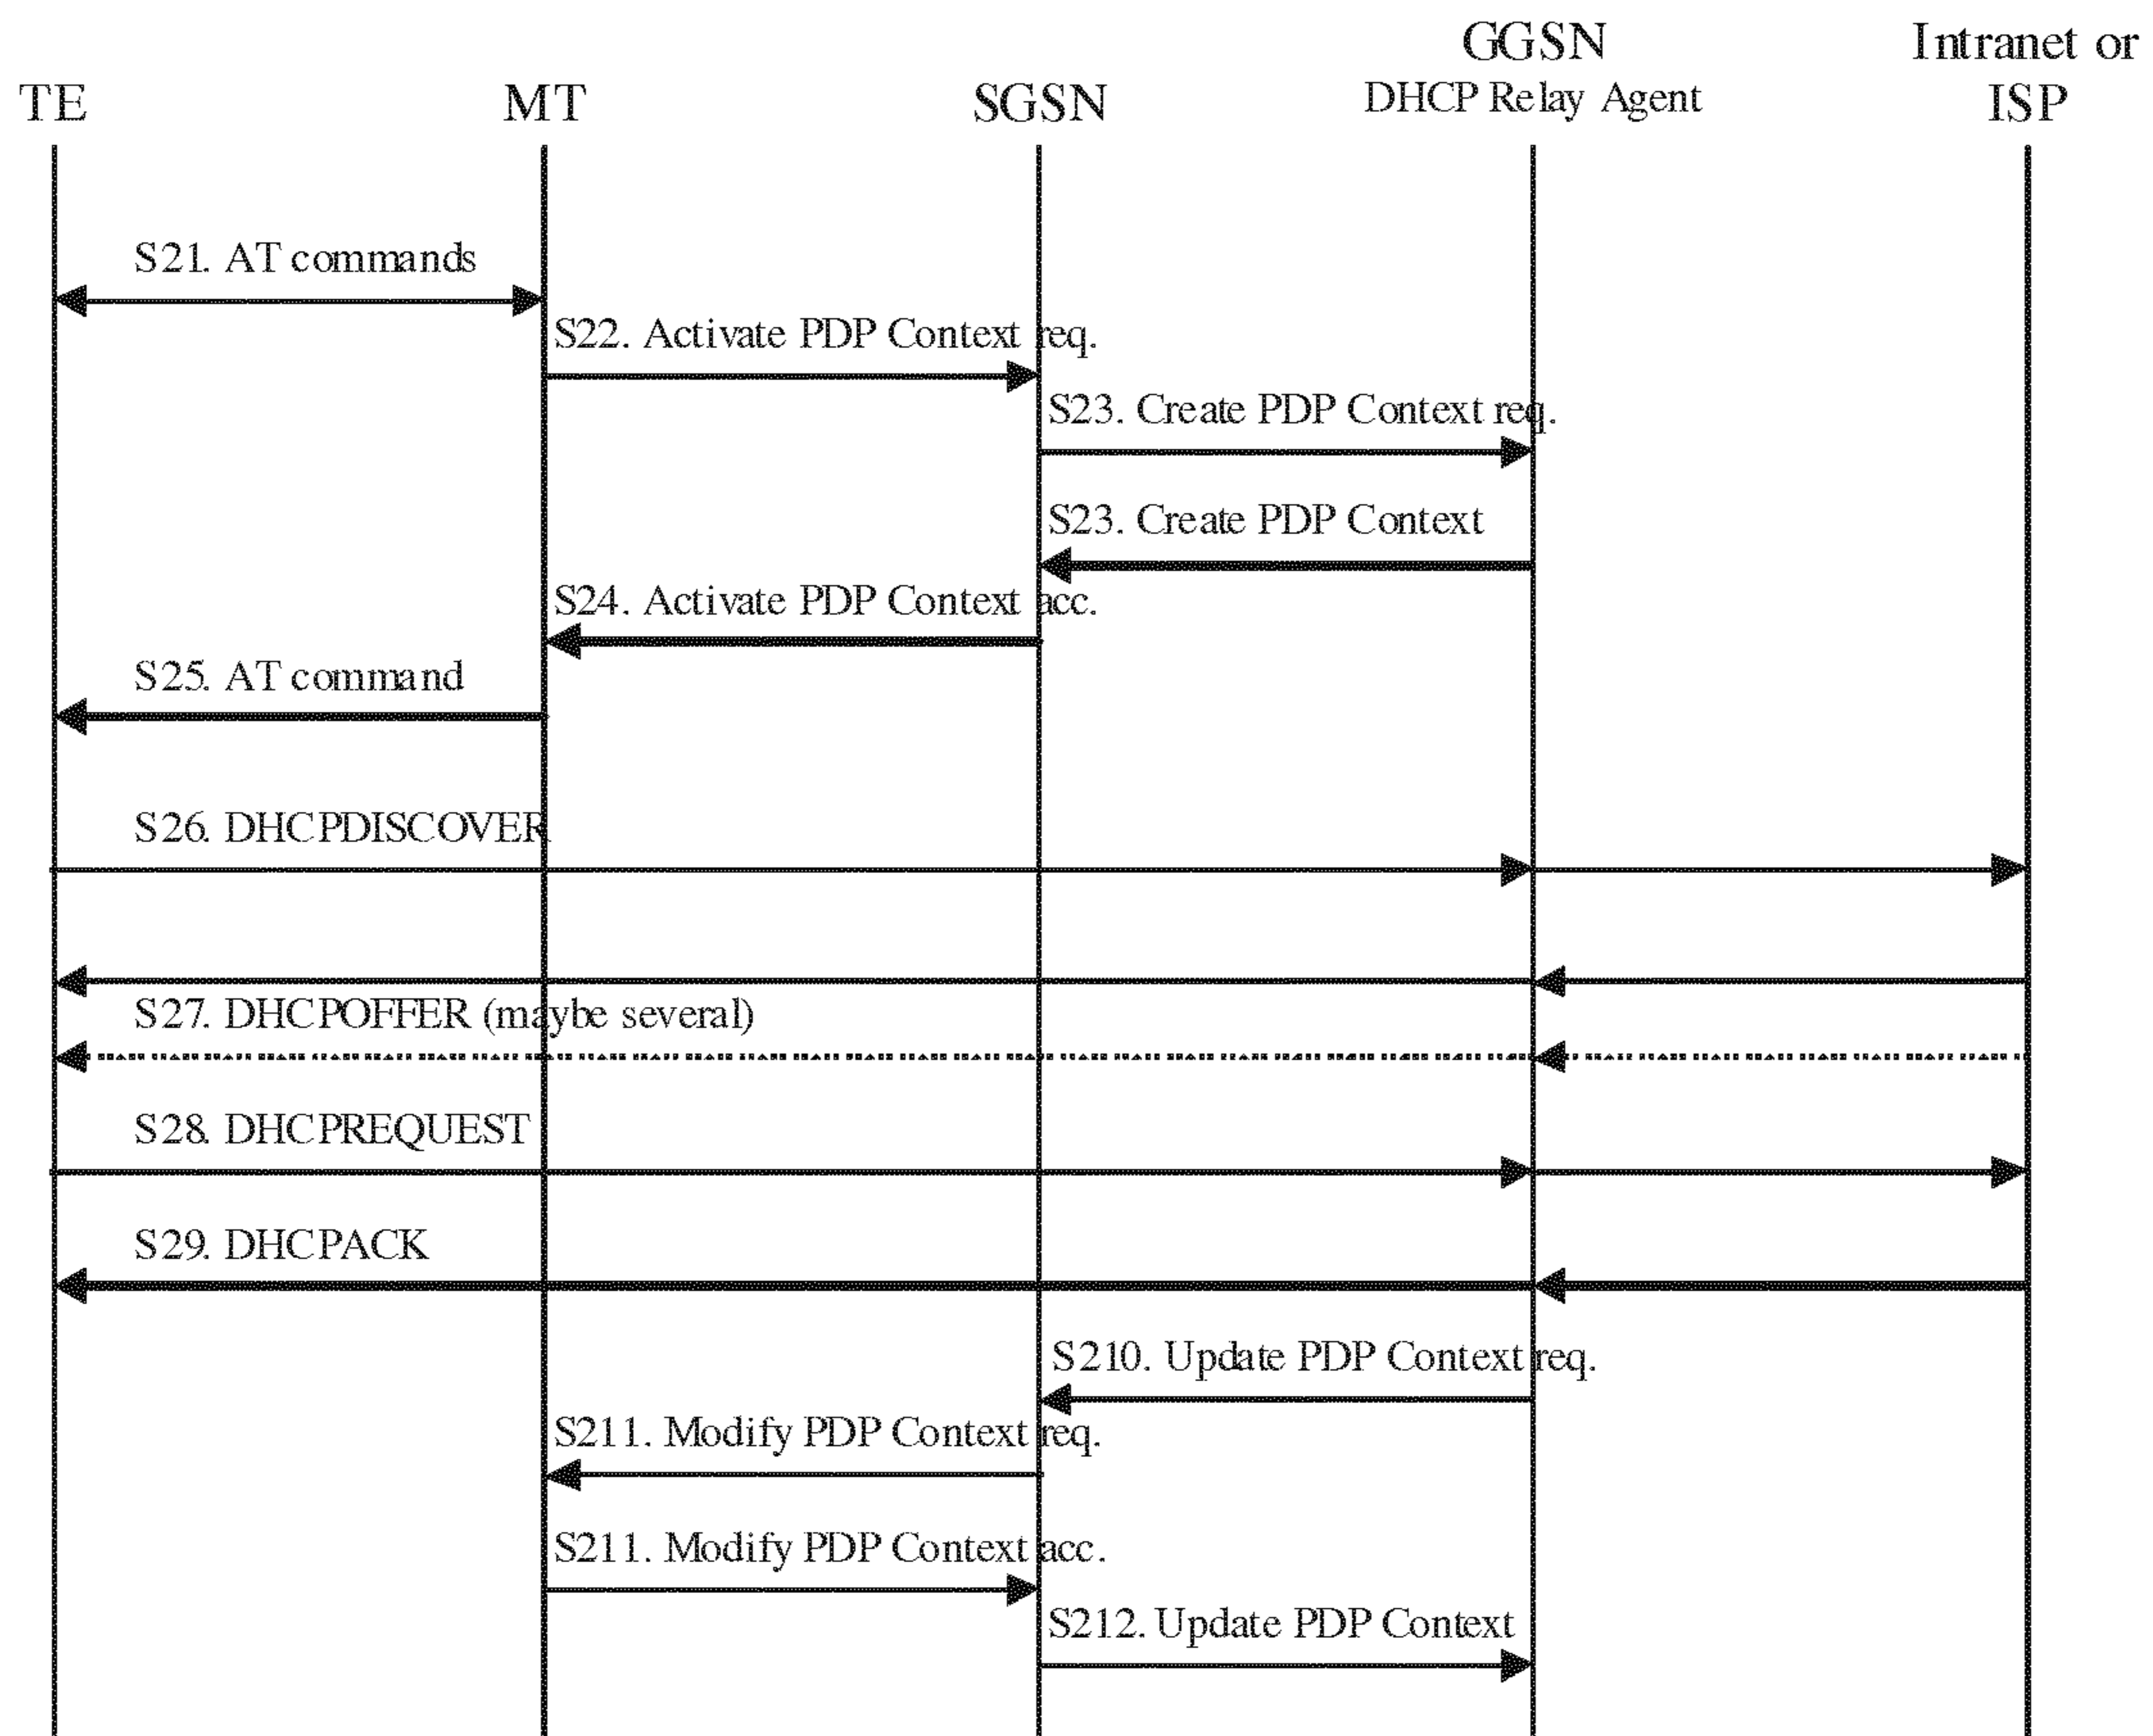 GGSN
Intranet or
TE
MT
SGSN
DHCP Relay Agent
ISP
S21. AT commands
S22. Activate PDP Context req.
S23. Create PDP Context req.
S23. Create PDP Context
S24. Activate PDP Context acc.
S25. AT command
S26. DHCPDISCOVER
S27. DHCPOFFER (maybe several)
S28. DHCPREQUEST
S29. DHCPACK
S210. Update PDP Context req.
S211. Modify PDP Context req.
S211. Modify PDP Context acc.
S212. Update PDP Context